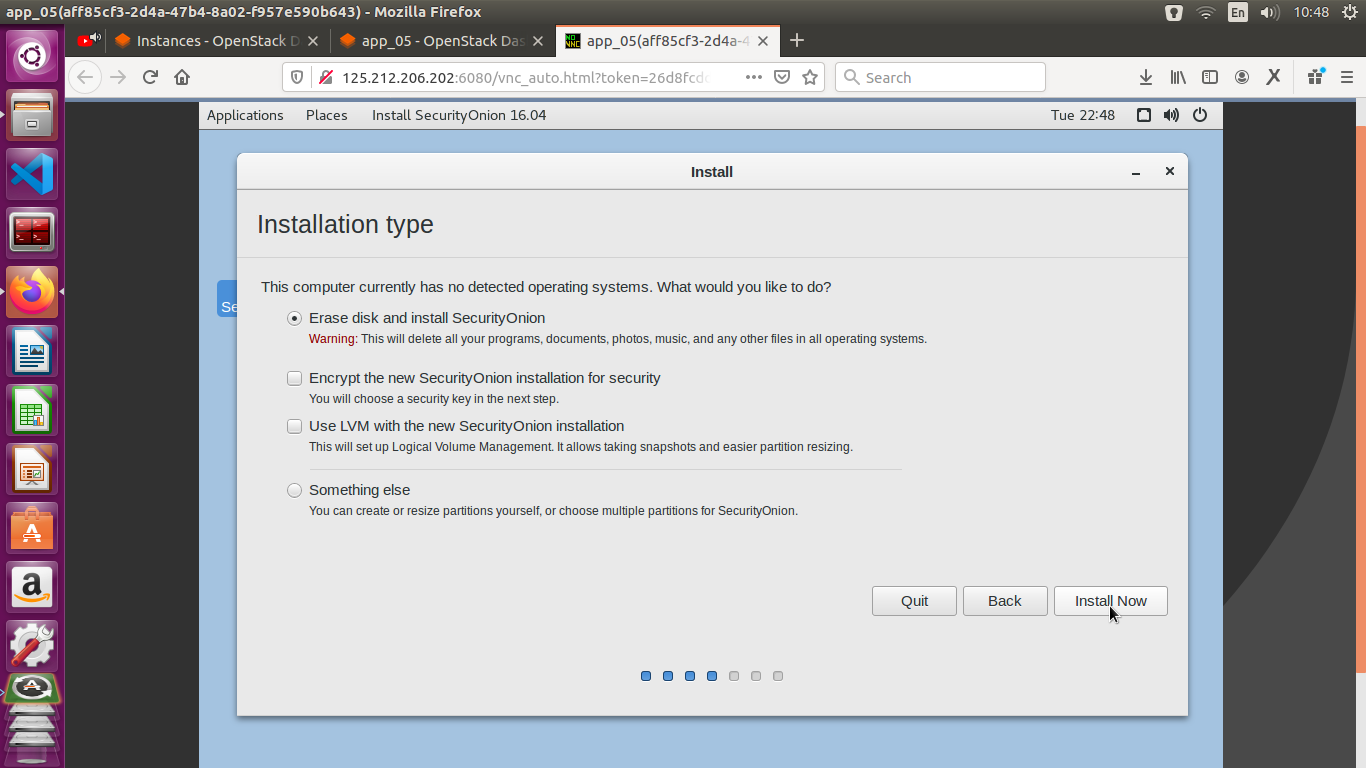 app_05(aff85cf3-2d4a-47b4-8a02-f957e590b643) - Mozilla Firefox
En
10:48
Instances - OpenStack D
app_05 - OpenStack Das
app_05(aff85cf3-2d4a-4
125.212.206.202:6080/vnc_auto.html?token=26d8fcd
Search
Applications Places Install SecurityOnion 16.04 Tue 22:48
Install
Installation type
This computer currently has no detected operating systems. What would you like to do?
Erase disk and install SecurityOnion
Warning: This will delete all your programs, documents, photos, music, and any other files in all operating systems.
Se
Encrypt the new SecurityOnion installation for security
You will choose a security key in the next step.
Use LVM with the new SecurityOnion installation
This will set up Logical Volume Management. It allows taking snapshots and easier partition resizing.
Something else
You can create or resize partitions yourself, or choose multiple partitions for SecurityOnion.
Quit Back Install Now